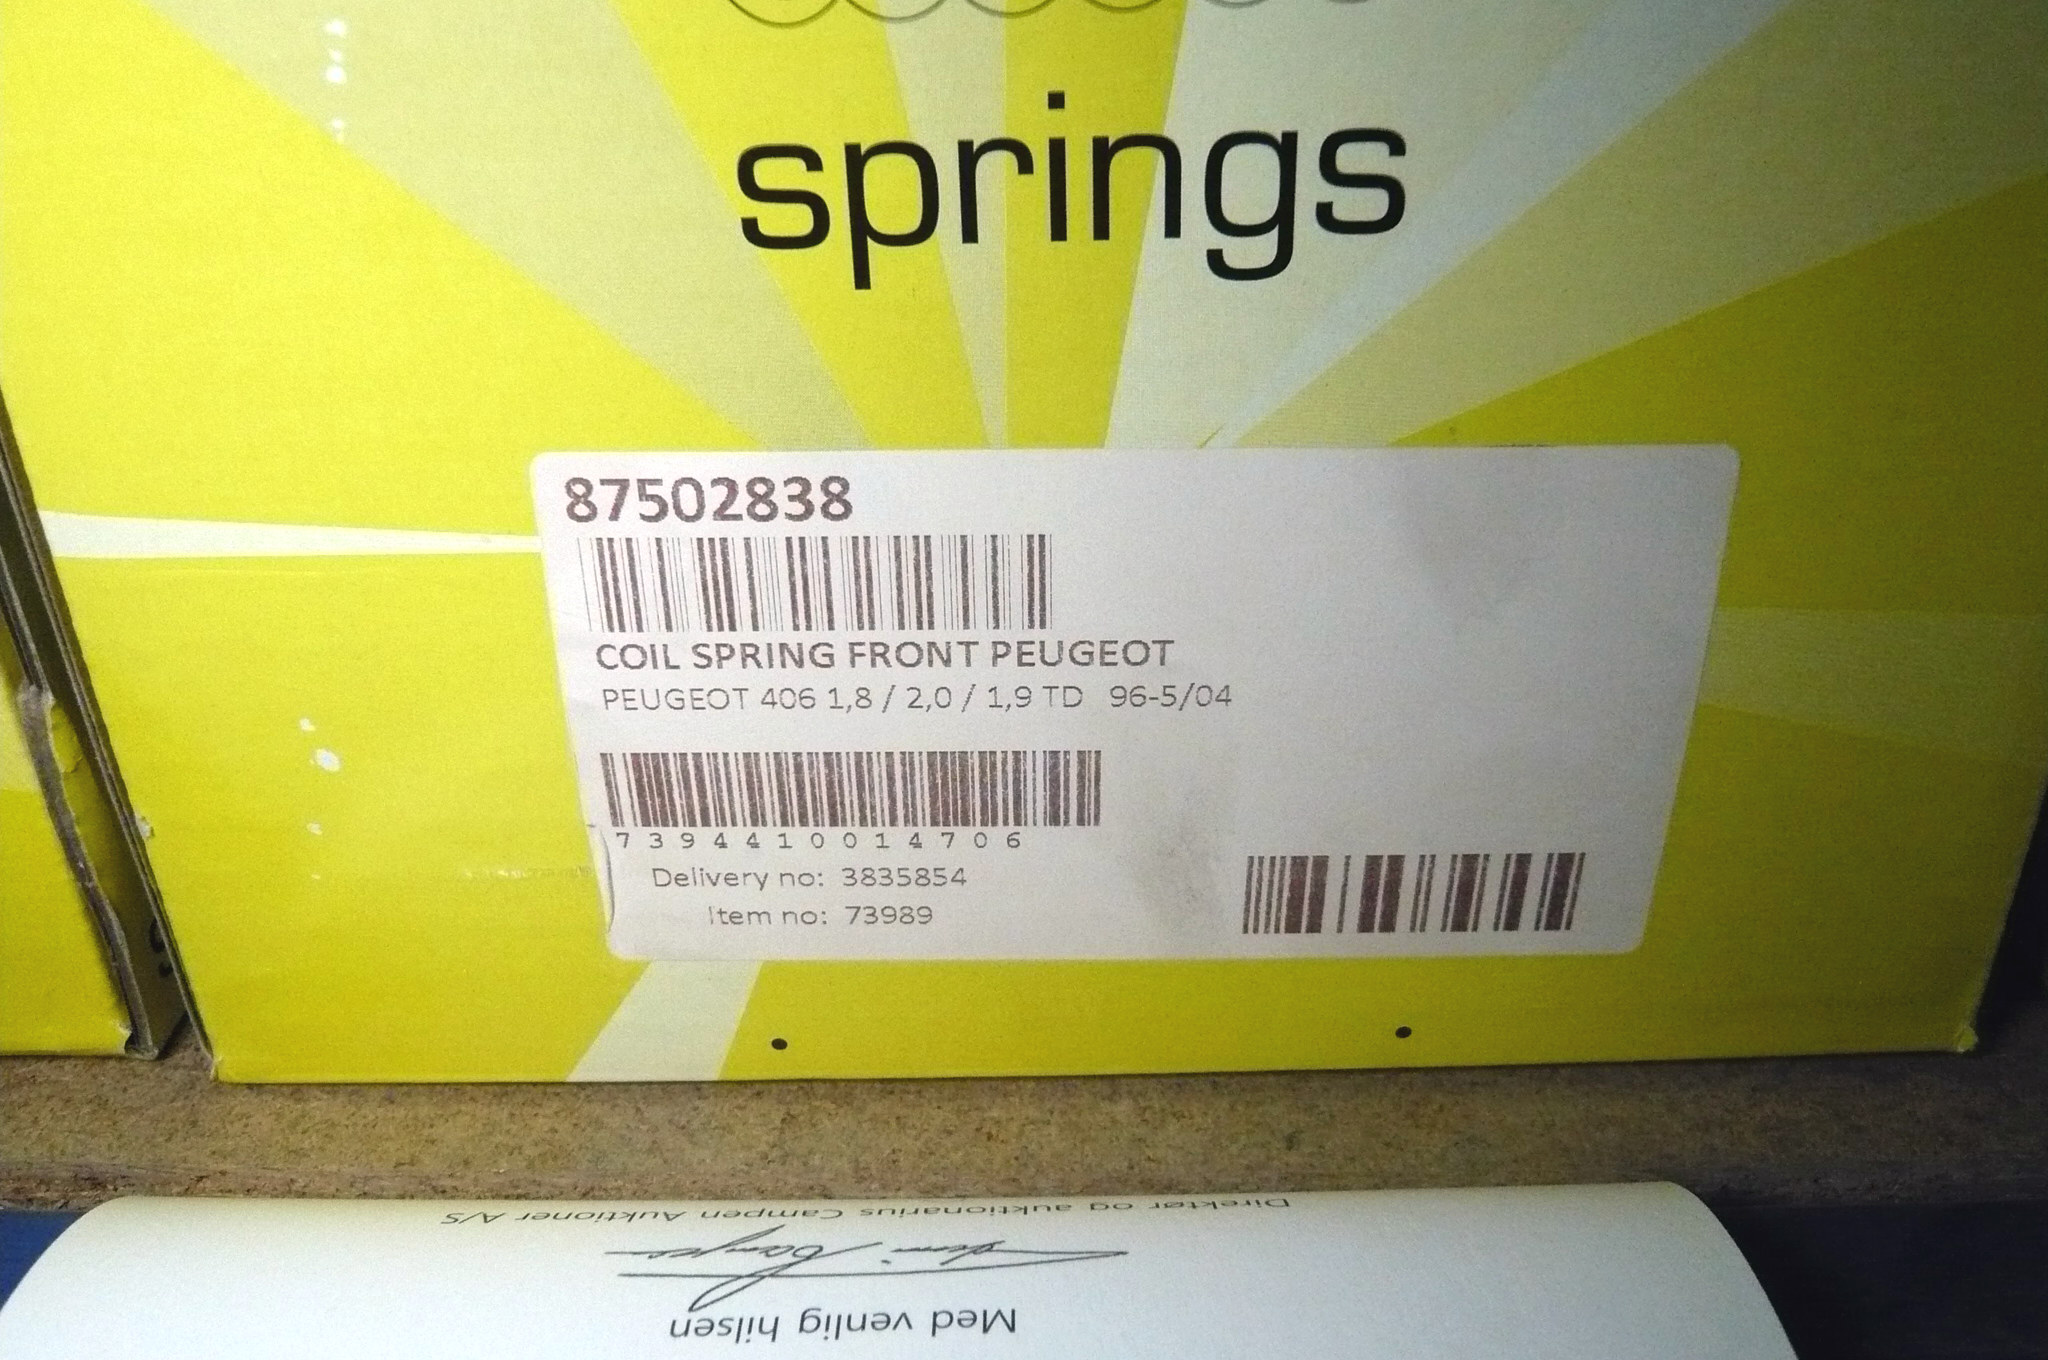 springs
87502838
COIL SPRING FRONT PEUGEOT
PEUGEOT 406 1,8 / 2,0 / 1,9 TD 96-5/04
7394410014706
Delivery no: 3835854
Item no: 73989
Med venlig hilsen
Direktør og auktionarius Campen Auktioner A/S